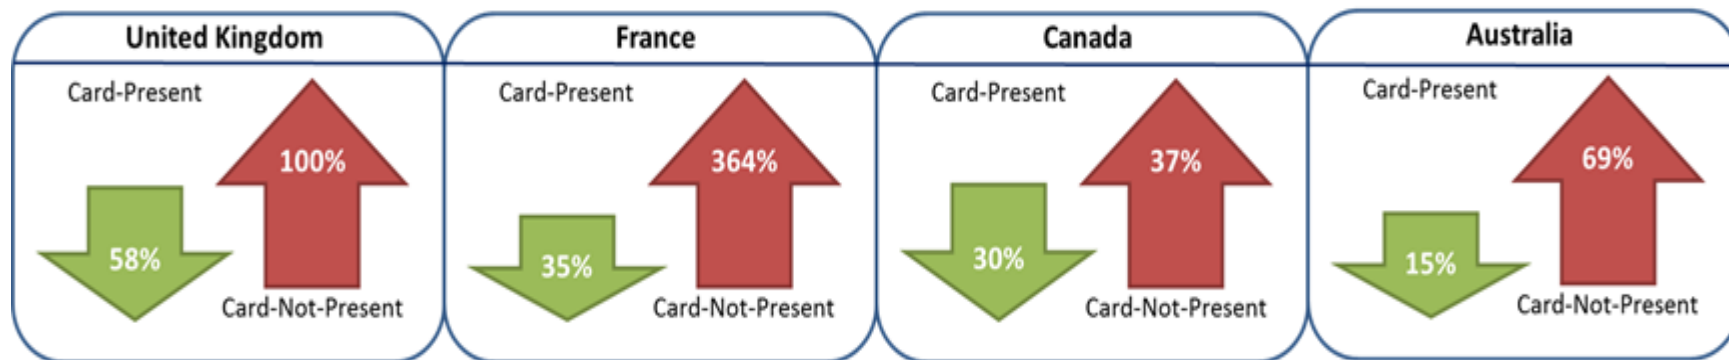 United Kingdom
Card-Present
100%
58%
Card-Not-Present
France
Card-Present
364%
35%
Card-Not-Present
Canada
Card-Present
37%
30%
Card-Not-Present
Australia
Card-Present
69%
15%
Card-Not-Present